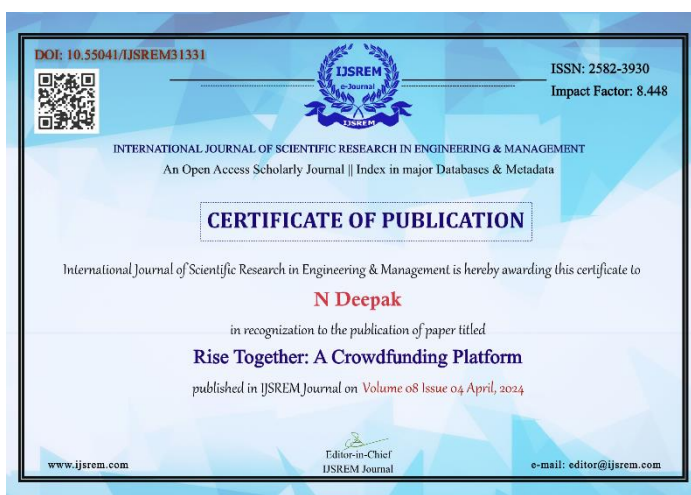 DOI: 10.55041/IJSREM31331
ISSN: 2582-3930
Impact Factor: 8.448
IJSREM
e-Journal
IJSREM
INTERNATIONAL JOURNAL OF SCIENTIFIC RESEARCH IN ENGINEERING & MANAGEMENT
An Open Access Scholarly Journal || Index in major Databases & Metadata
CERTIFICATE OF PUBLICATION
International Journal of Scientific Research in Engineering & Management is hereby awarding this certificate to
N Deepak
in recognization to the publication of paper titled
Rise Together: A Crowdfunding Platform
published in IJSREM Journal on Volume 08 Issue 04 April, 2024
Editor-in-Chief
IJSREM Journal
www.ijsrem.com
e-mail: editor@ijsrem.com